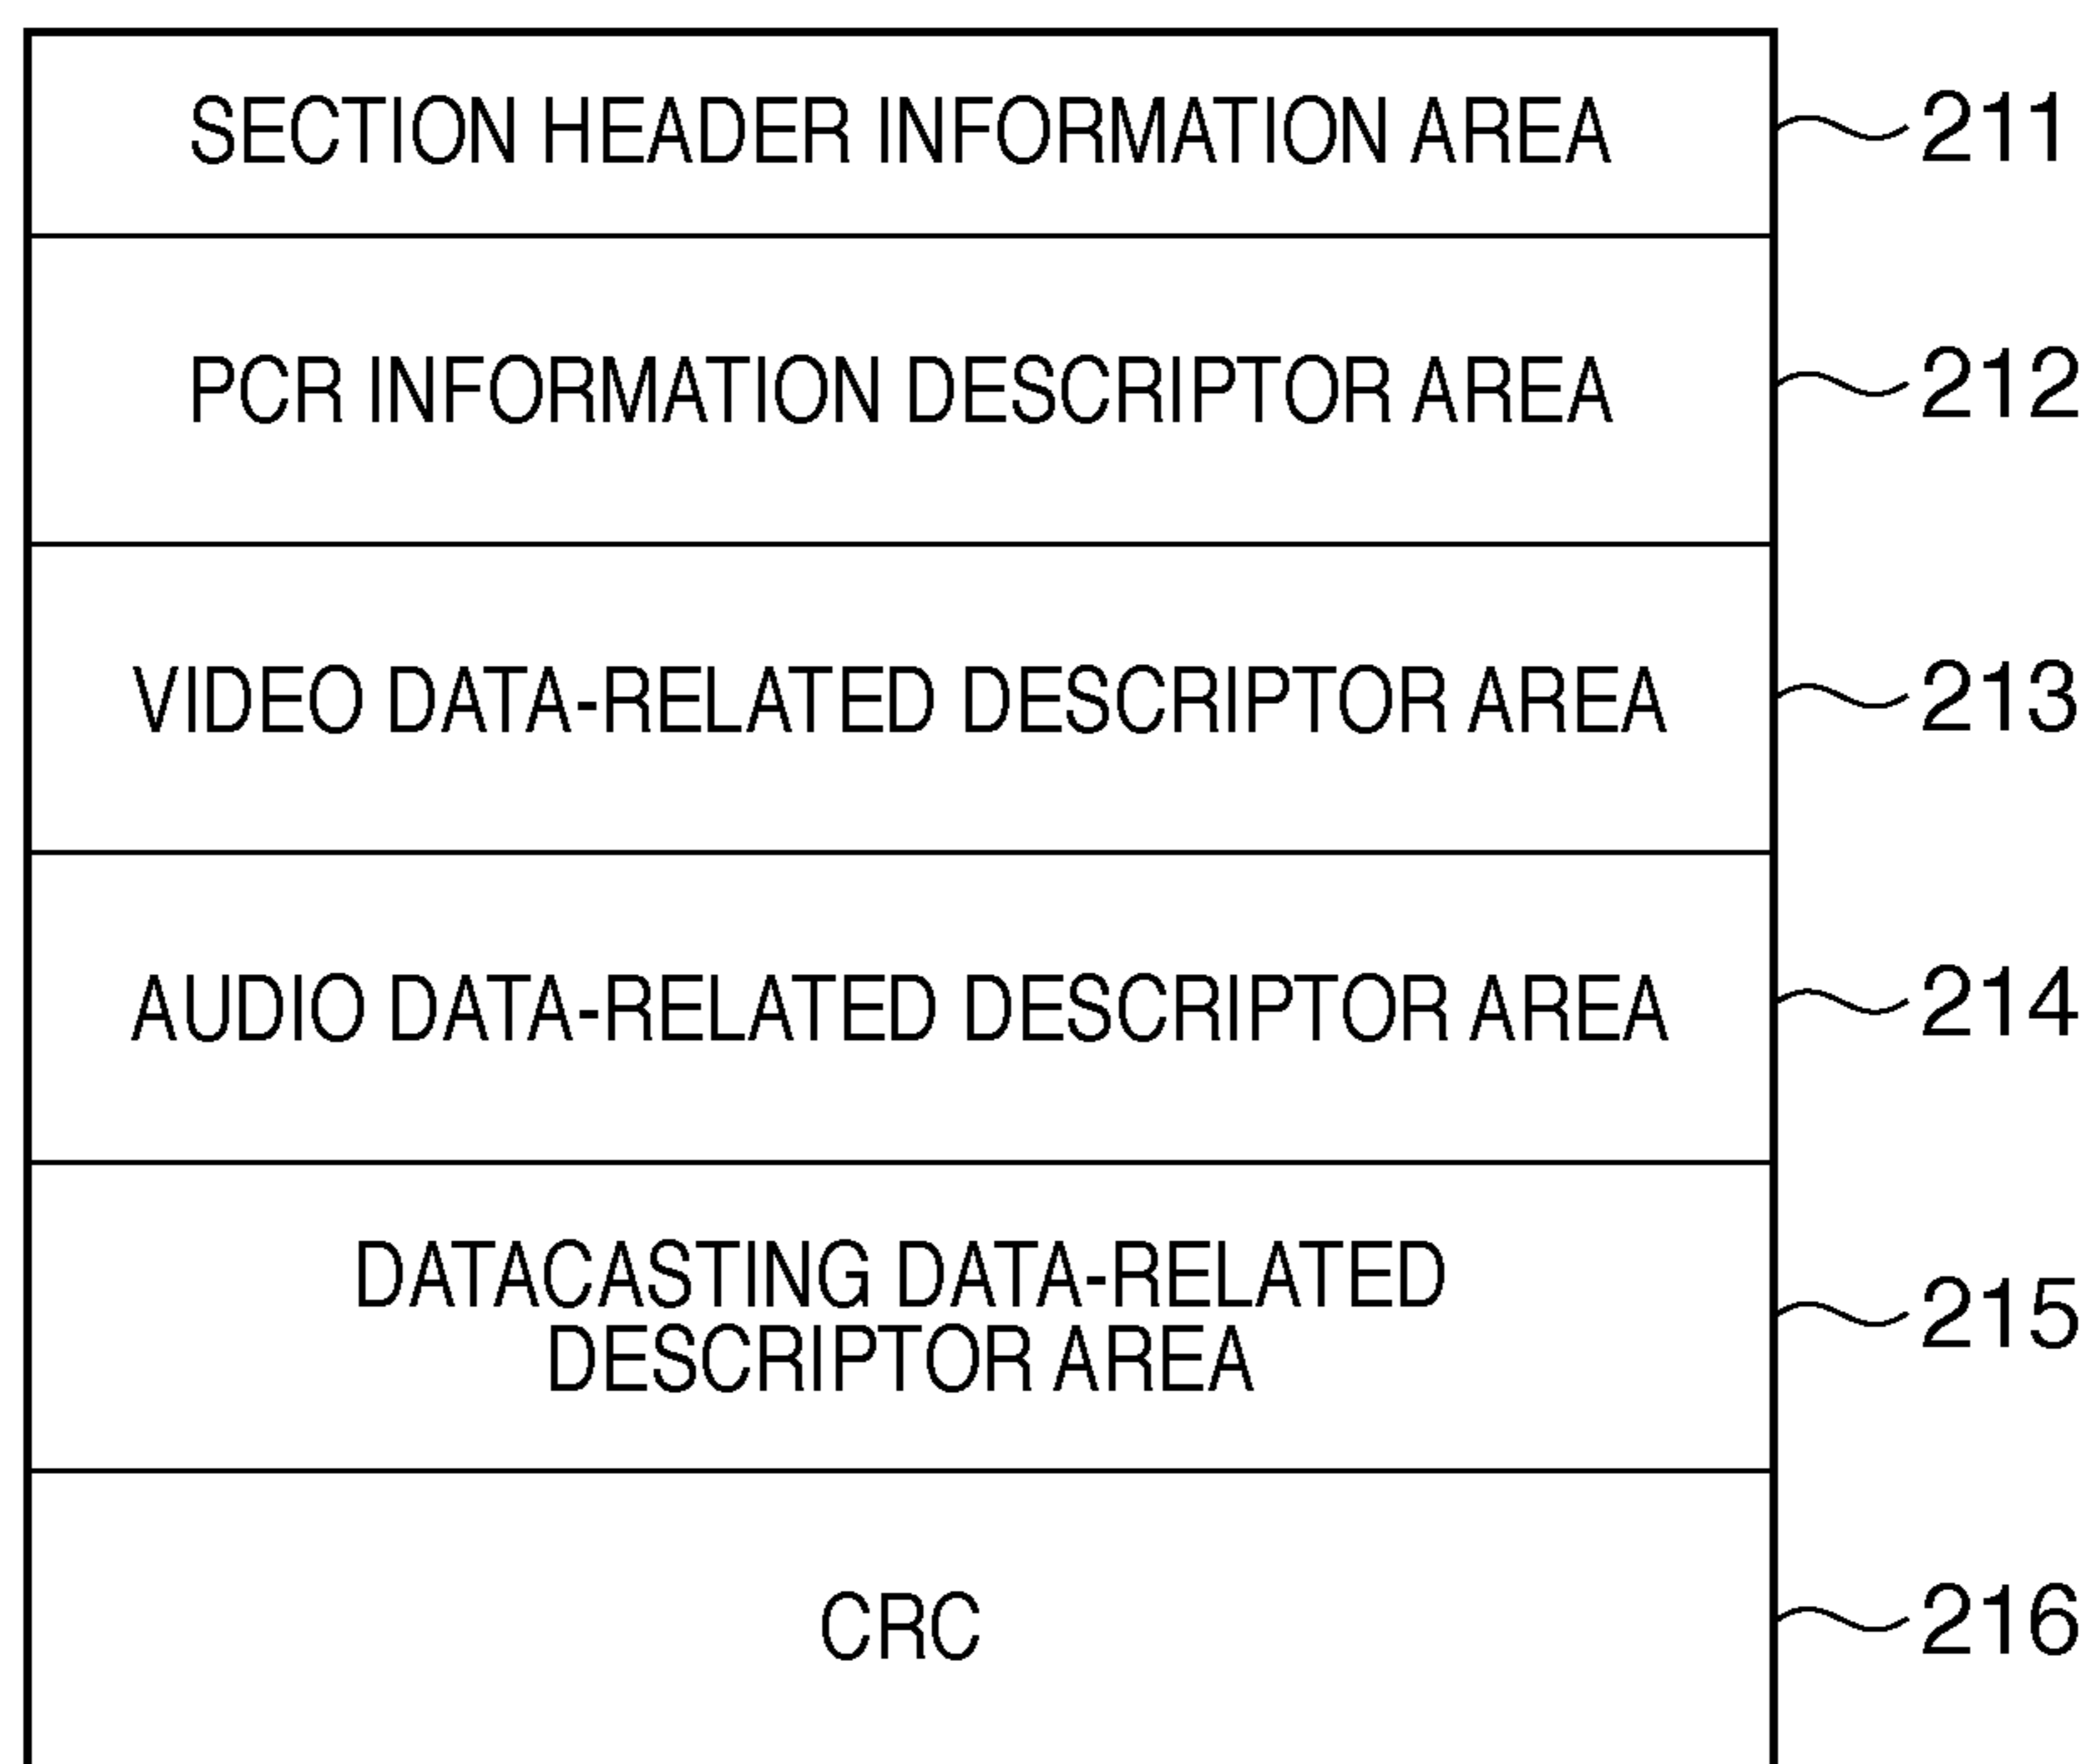 SECTION HEADER INFORMATION AREA 211
PCR INFORMATION DESCRIPTOR AREA 212
VIDEO DATA-RELATED DESCRIPTOR AREA 213
AUDIO DATA-RELATED DESCRIPTOR AREA 214
DATACASTING DATA-RELATED
DESCRIPTOR AREA 215
CRC 216